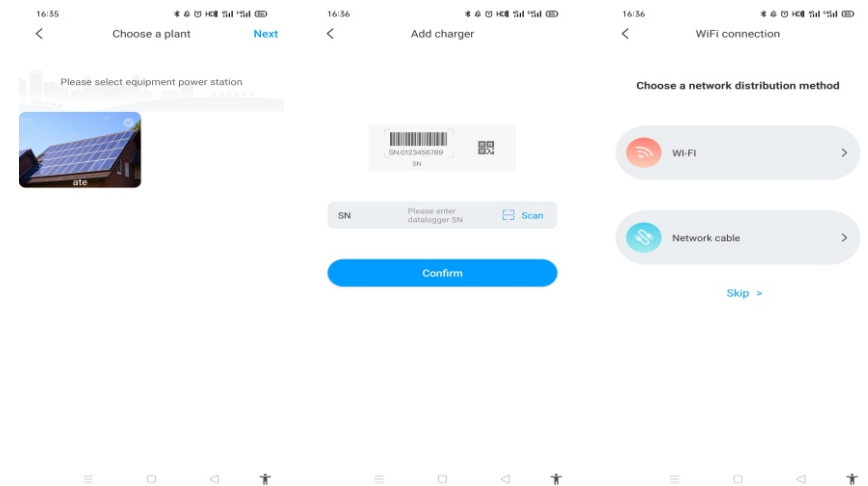 16:35
Choose a plant
Next
Please select equipment power station
ate
16:36
Add charger
SN:0123456789
SN
SN
Please enter
datalogger SN
Scan
Confirm
16:36
WiFi connection
Choose a network distribution method
WI-FI
Network cable
Skip >